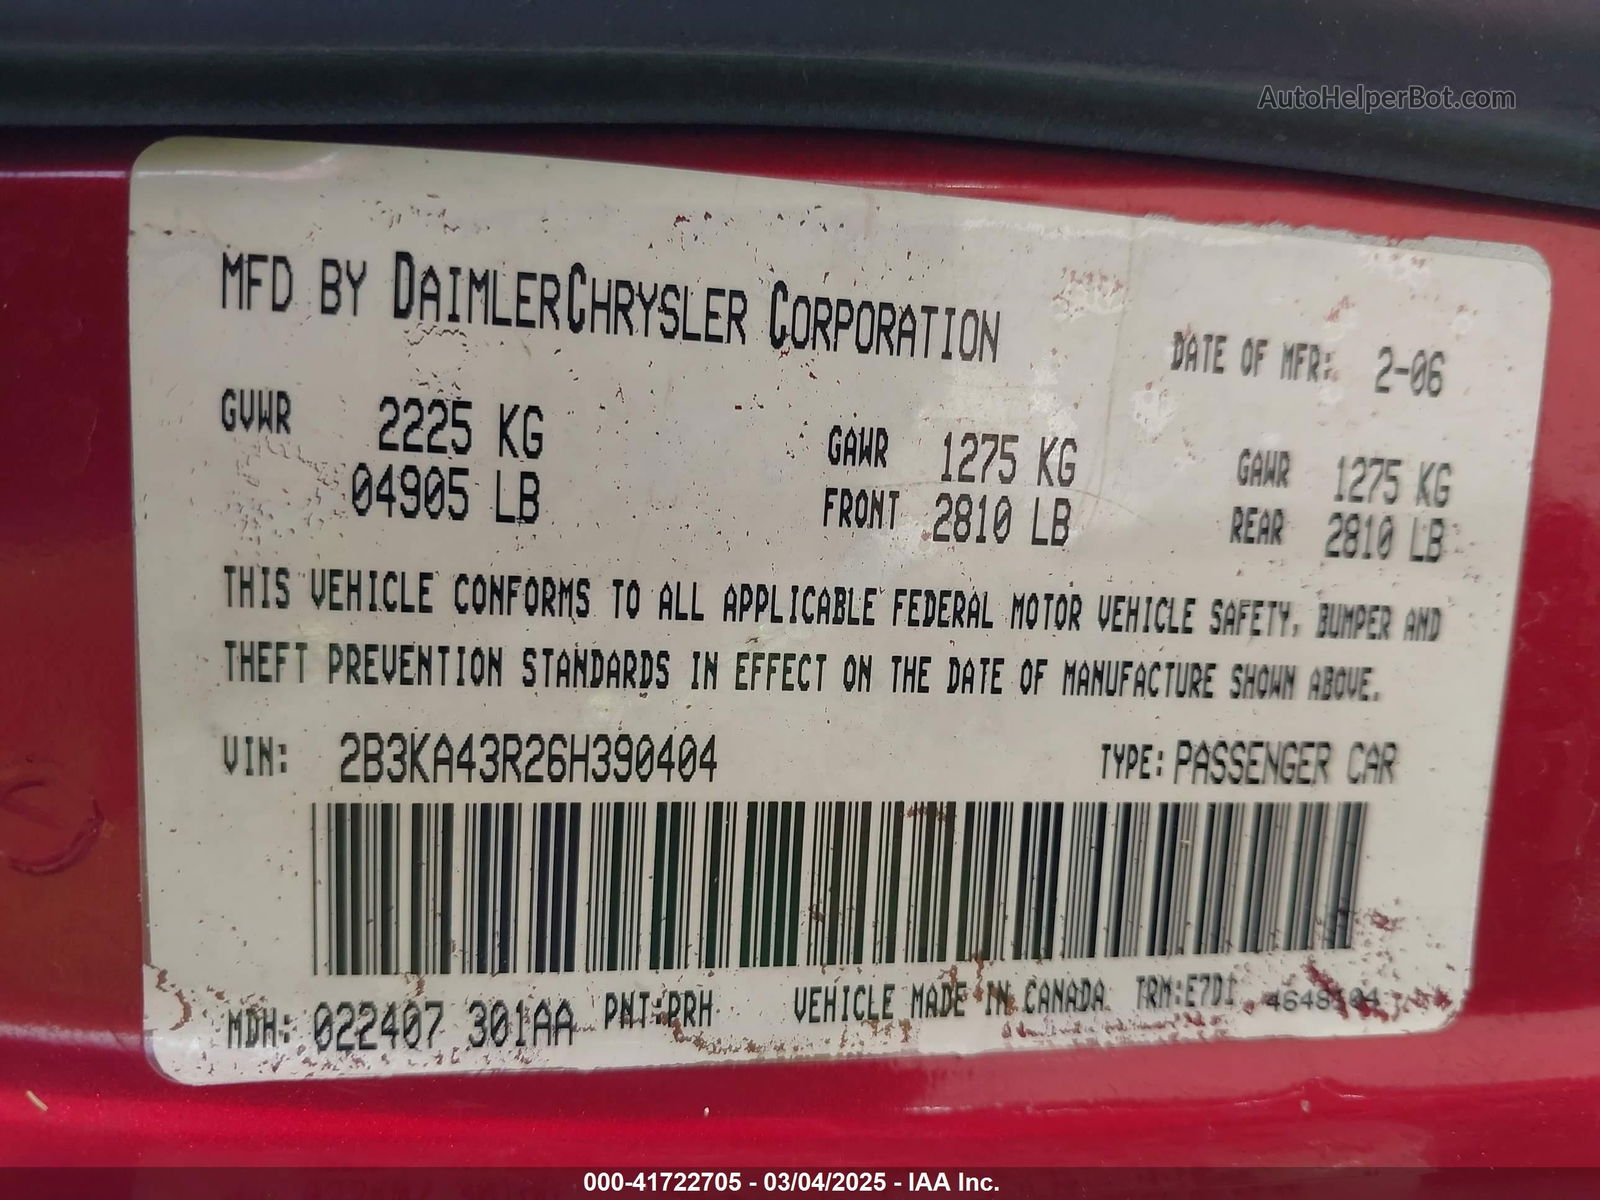 AutoHelperBot.com
MFD BY DAIMLERCHRYSLER CORPORATION
DATE OF MFR: 2-06
GVWR 2225 KG GAWR 1275 KG GAWR 1275 KG
04905 LB FRONT 2810 LB REAR 2810 LB
THIS VEHICLE CONFORMS TO ALL APPLICABLE FEDERAL MOTOR VEHICLE SAFETY, BUMPER AND
THEFT PREVENTION STANDARDS IN EFFECT ON THE DATE OF MANUFACTURE SHOWN ABOVE.
VIN: 2B3KA43R26H390404 TYPE: PASSENGER CAR
MDH: 022407 301AA PNT:PRH VEHICLE MADE IN CANADA TRM:E7D1
000-41722705 - 03/04/2025 - IAA Inc.